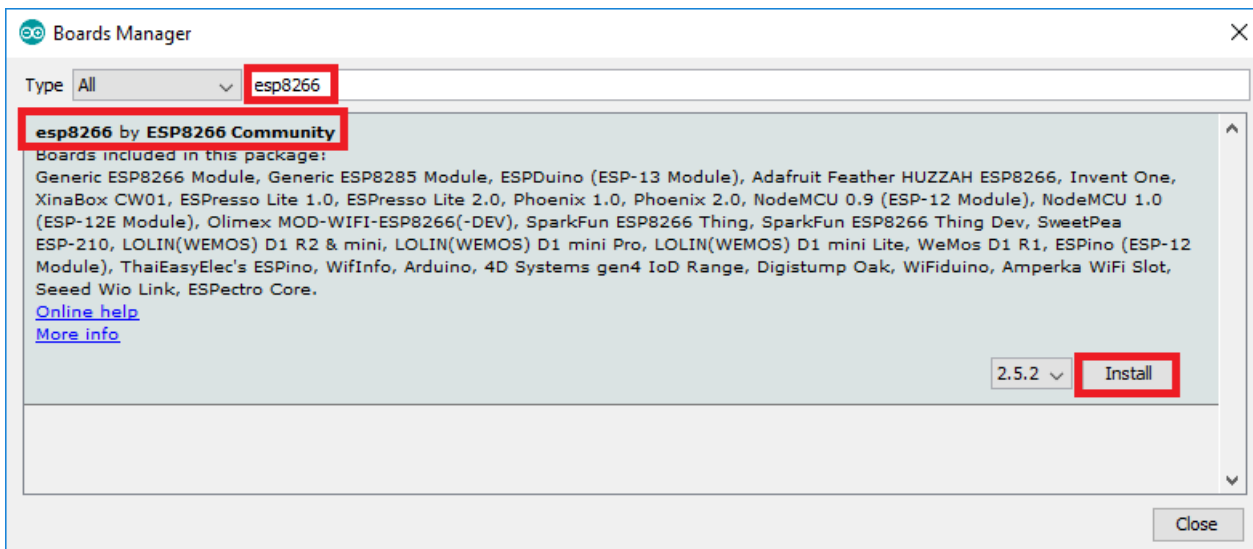 Boards Manager
Type All esp8266
esp8266 by ESP8266 Community
Boards included in this package:
Generic ESP8266 Module, Generic ESP8285 Module, ESPDuino (ESP-13 Module), Adafruit Feather HUZZAH ESP8266, Invent One,
XinaBox CW01, ESPresso Lite 1.0, ESPresso Lite 2.0, Phoenix 1.0, Phoenix 2.0, NodeMCU 0.9 (ESP-12 Module), NodeMCU 1.0
(ESP-12E Module), Olimex MOD-WIFI-ESP8266(-DEV), SparkFun ESP8266 Thing, SparkFun ESP8266 Thing Dev, SweetPea
ESP-210, LOLIN(WEMOS) D1 R2 & mini, LOLIN(WEMOS) D1 mini Pro, LOLIN(WEMOS) D1 mini Lite, WeMos D1 R1, ESPino (ESP-12
Module), ThaiEasyElec's ESPino, WifInfo, Arduino, 4D Systems gen4 IoD Range, Digistump Oak, WiFiduino, Amperka WiFi Slot,
Seeed Wio Link, ESPectro Core.
Online help
More info
2.5.2 Install
Close